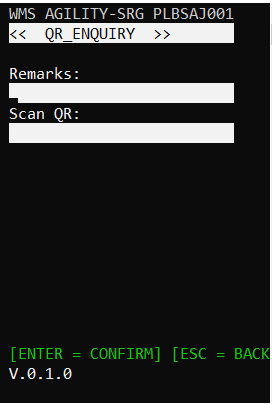 WMS AGILITY-SRG PLBSAJ001
<< QR_ENQUIRY >>
Remarks:
Scan QR:
[ENTER = CONFIRM] [ESC = BACK
V.0.1.0